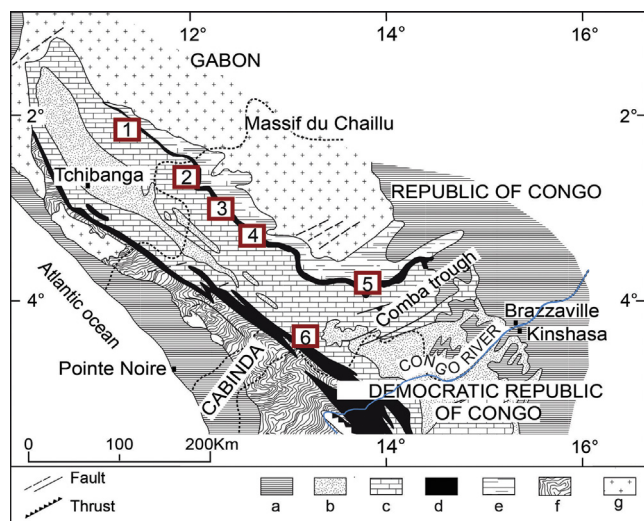 12°
14°
16°
GABON
2°
2°
1
Massif du Chaillu
Tchibanga
2
REPUBLIC OF CONGO
3
4
5
Atlantic ocean
Comba trough
4°
4°
Brazzaville
Kinshasa
6
CONGO RIVER
Pointe Noire
CABINDA
DEMOCRATIC REPUBLIC
OF CONGO
0
100
200Km
14°
16°
Fault
Thrust
a
b
c
d
e
f
g